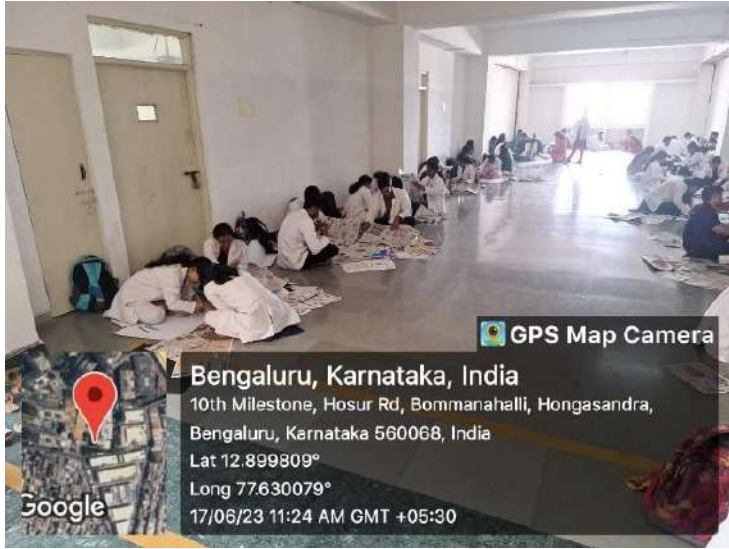 GPS Map Camera
Bengaluru, Karnataka, India
10th Milestone, Hosur Rd, Bommanahalli, Hongasandra,
Bengaluru, Karnataka 560068, India
Lat 12.899809°
Long 77.630079°
17/06/23 11:24 AM GMT +05:30
Google